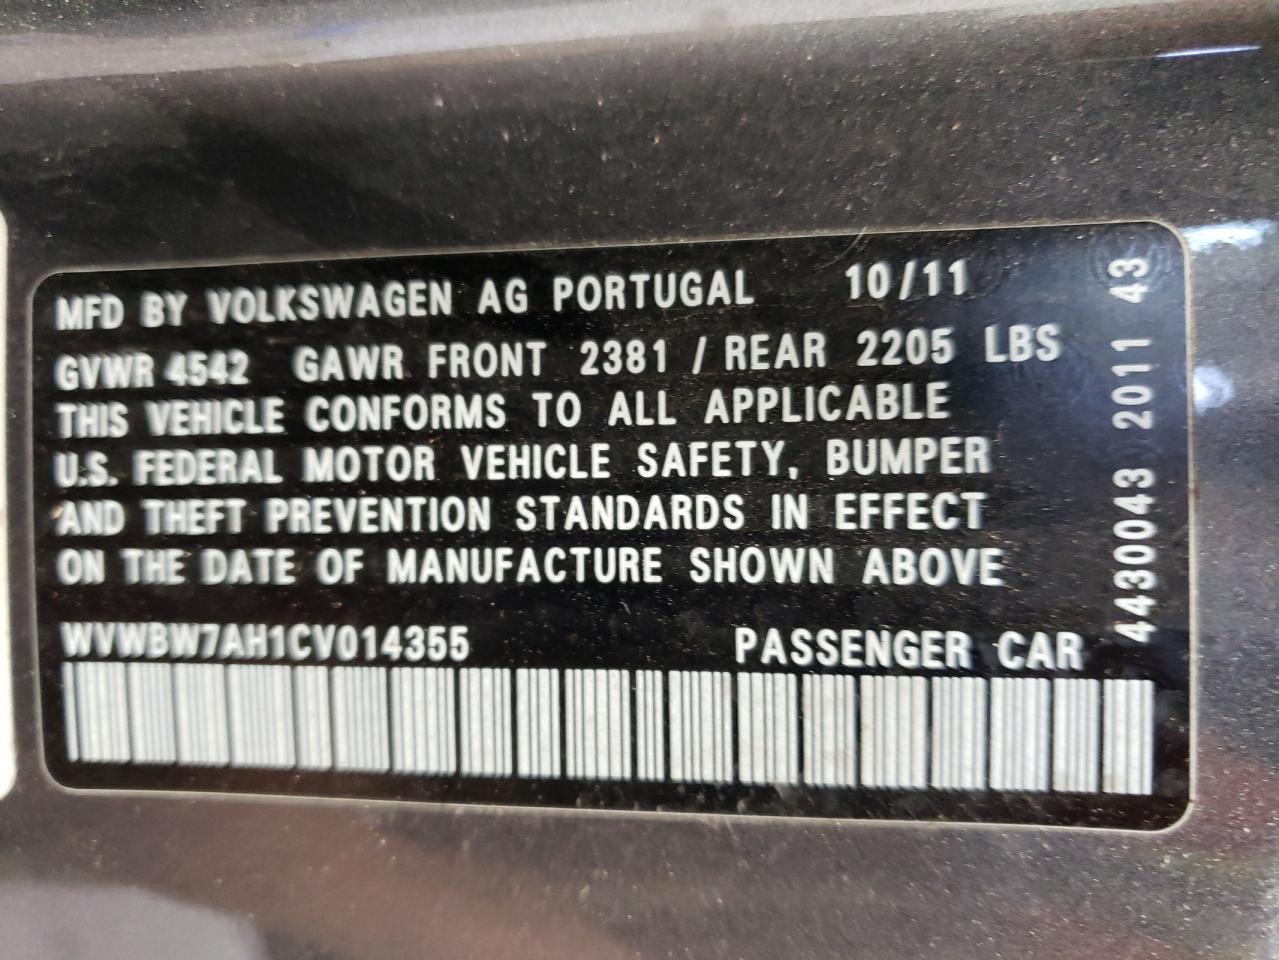 MFD BY VOLKSWAGEN AG PORTUGAL 10/11
GVWR 4542 GAWR FRONT 2381 / REAR 2205 LBS
THIS VEHICLE CONFORMS TO ALL APPLICABLE
U.S. FEDERAL MOTOR VEHICLE SAFETY, BUMPER
AND THEFT PREVENTION STANDARDS IN EFFECT
ON THE DATE OF MANUFACTURE SHOWN ABOVE
WVWBW7AH1CV014355 PASSENGER CAR
4430043 2011 43